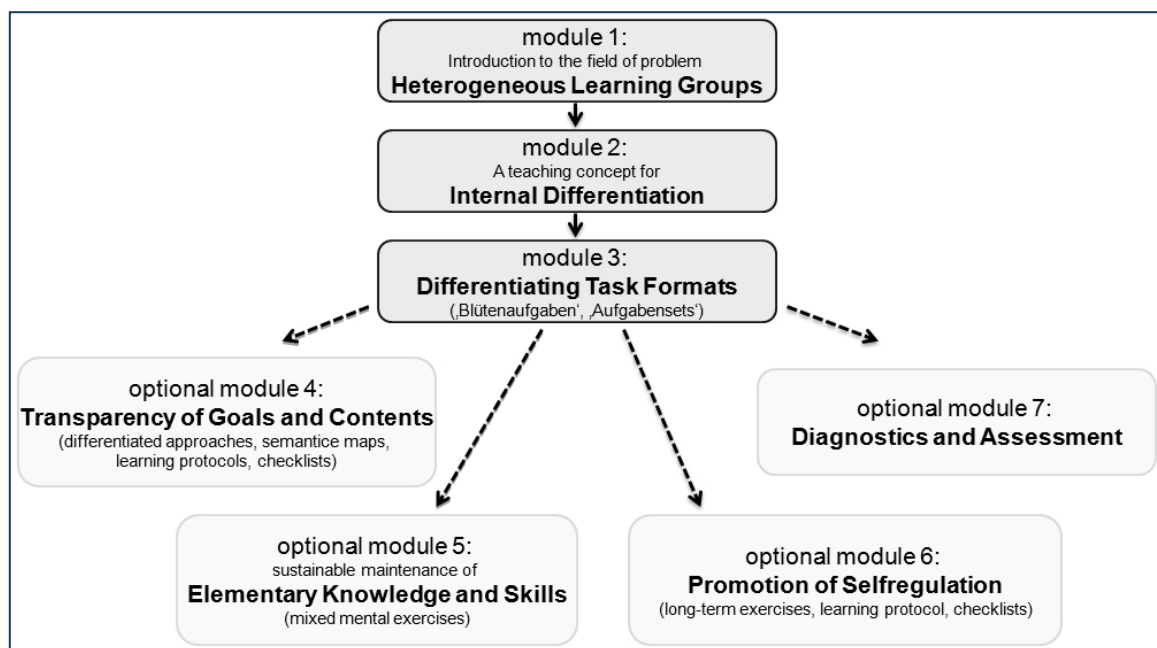 module 1:
Introduction to the field of problem
Heterogeneous Learning Groups
module 2:
A teaching concept for
Internal Differentiation
module 3:
Differentiating Task Formats
(‚Blütenaufgaben‘, ‚Aufgabensets‘)
optional module 4:
Transparency of Goals and Contents
(differentiated approaches, semantice maps,
learning protocols, checklists)
optional module 7:
Diagnostics and Assessment
optional module 5:
sustainable maintenance of
Elementary Knowledge and Skills
(mixed mental exercises)
optional module 6:
Promotion of Selfregulation
(long-term exercises, learning protocol, checklists)